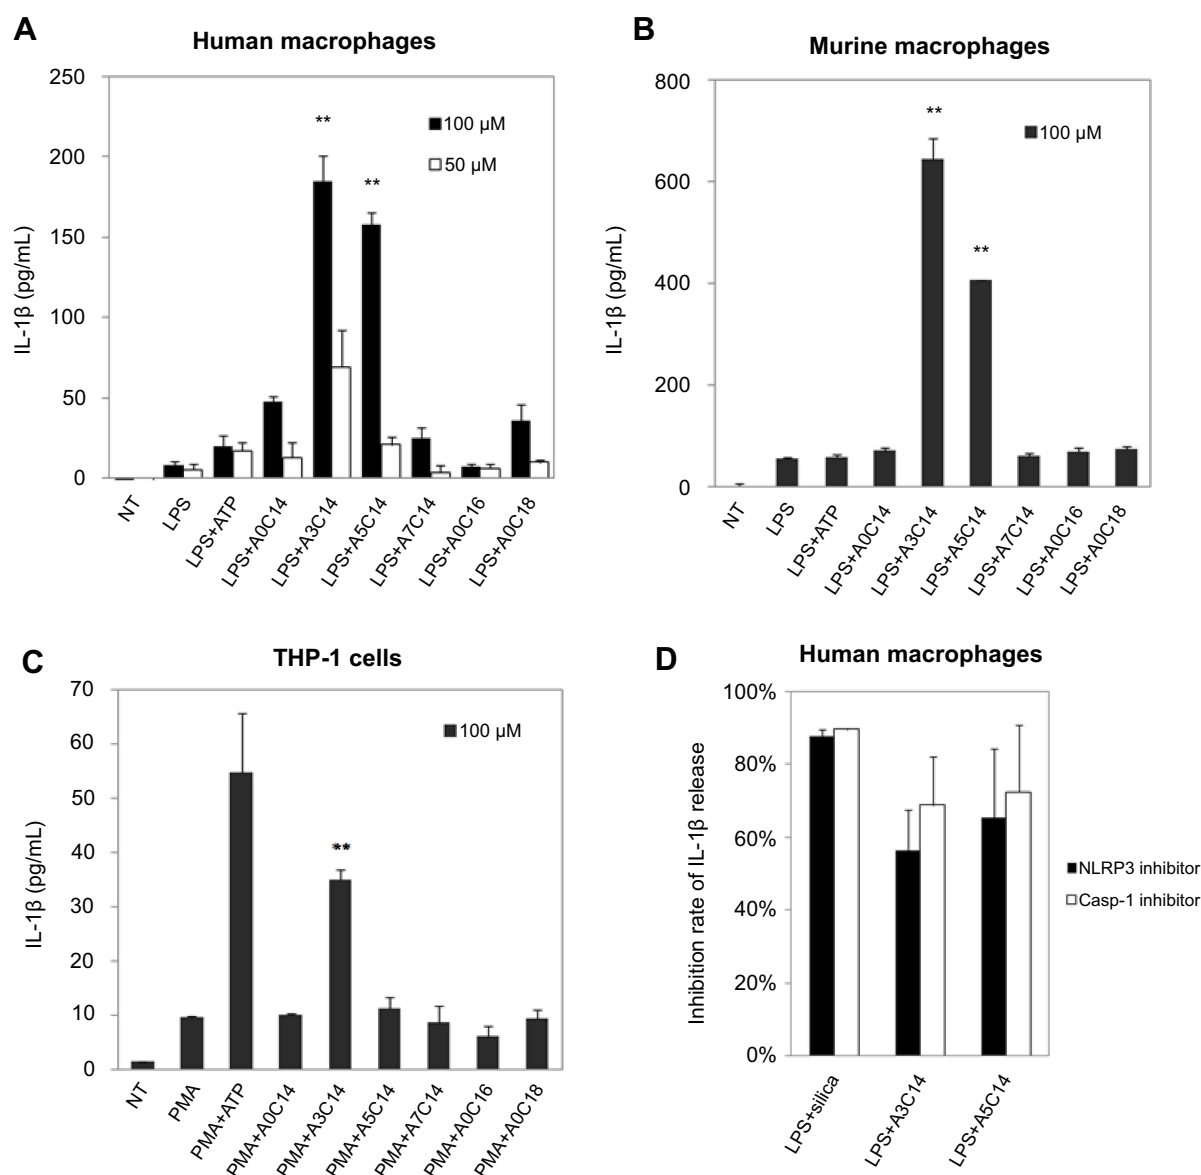 A
Human macrophages
250
200
150
100
50
0
IL-1β (pg/mL)
**
**
100 µM
50 µM
NT
LPS
LPS+ATP
LPS+A0C14
LPS+A3C14
LPS+A5C14
LPS+A7C14
LPS+A0C16
LPS+A0C18
B
Murine macrophages
800
600
400
200
0
IL-1β (pg/mL)
**
**
100 µM
NT
LPS
LPS+ATP
LPS+A0C14
LPS+A3C14
LPS+A5C14
LPS+A7C14
LPS+A0C16
LPS+A0C18
C
THP-1 cells
70
60
50
40
30
20
10
0
IL-1β (pg/mL)
**
100 µM
NT
PMA
PMA+ATP
PMA+A0C14
PMA+A3C14
PMA+A5C14
PMA+A7C14
PMA+A0C16
PMA+A0C18
D
Human macrophages
100%
80%
60%
40%
20%
0%
Inhibition rate of IL-1β release
NLRP3 inhibitor
Casp-1 inhibitor
LPS+silica
LPS+A3C14
LPS+A5C14